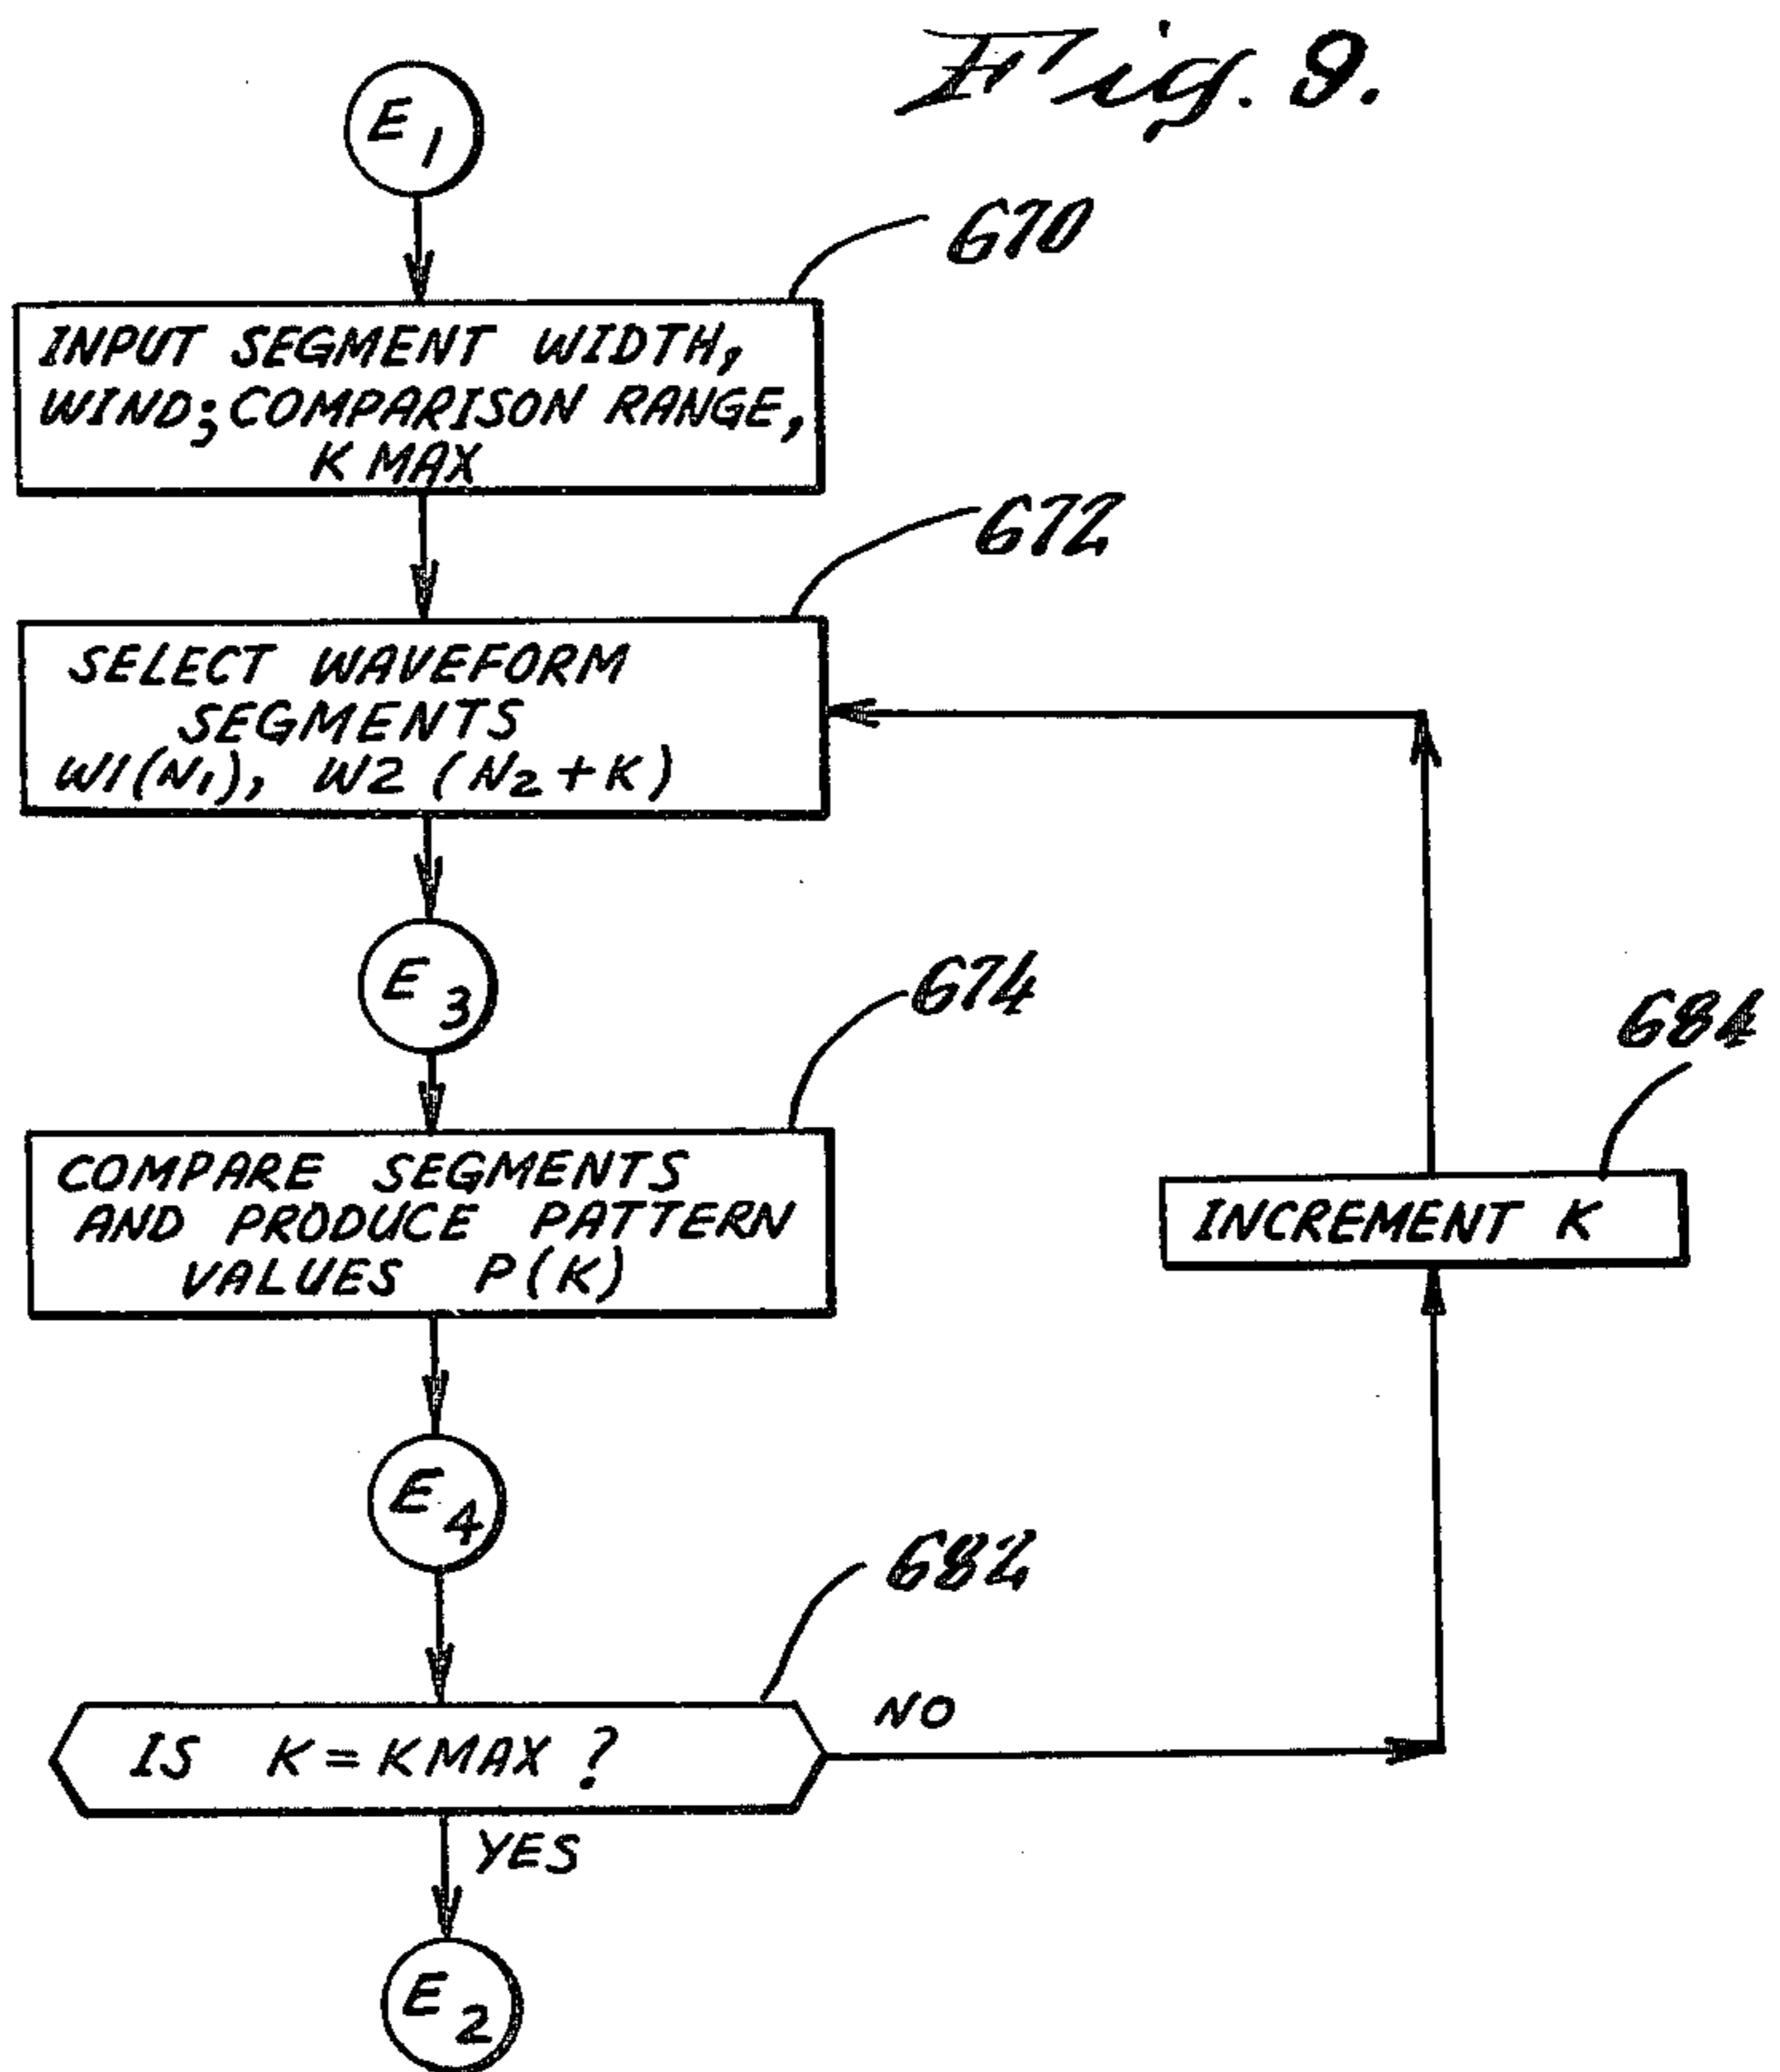 Fig. 9.
E1
670
INPUT SEGMENT WIDTH,
WIND; COMPARISON RANGE,
K MAX
672
SELECT WAVEFORM
SEGMENTS
W1(N1), W2 (N2+K)
E3
674
684
COMPARE SEGMENTS
AND PRODUCE PATTERN
VALUES P(K)
INCREMENT K
E4
682
IS K=KMAX ?
NO
YES
E2